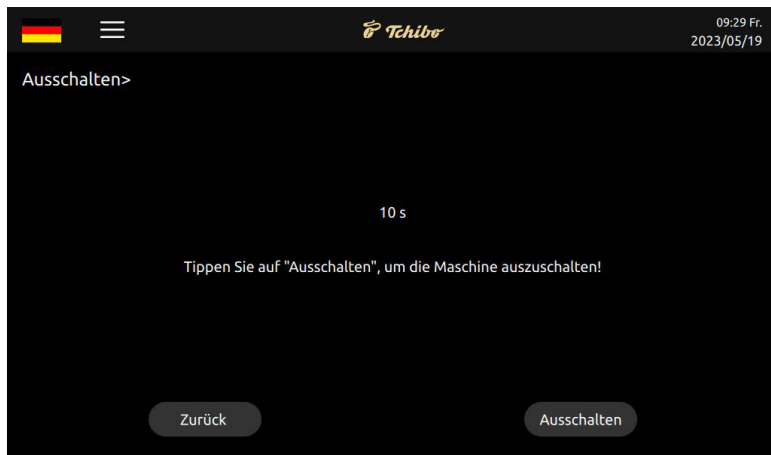 Tchibo
09:29 Fr.
2023/05/19
Ausschalten>
10 s
Tippen Sie auf "Ausschalten", um die Maschine auszuschalten!
Zurück
Ausschalten